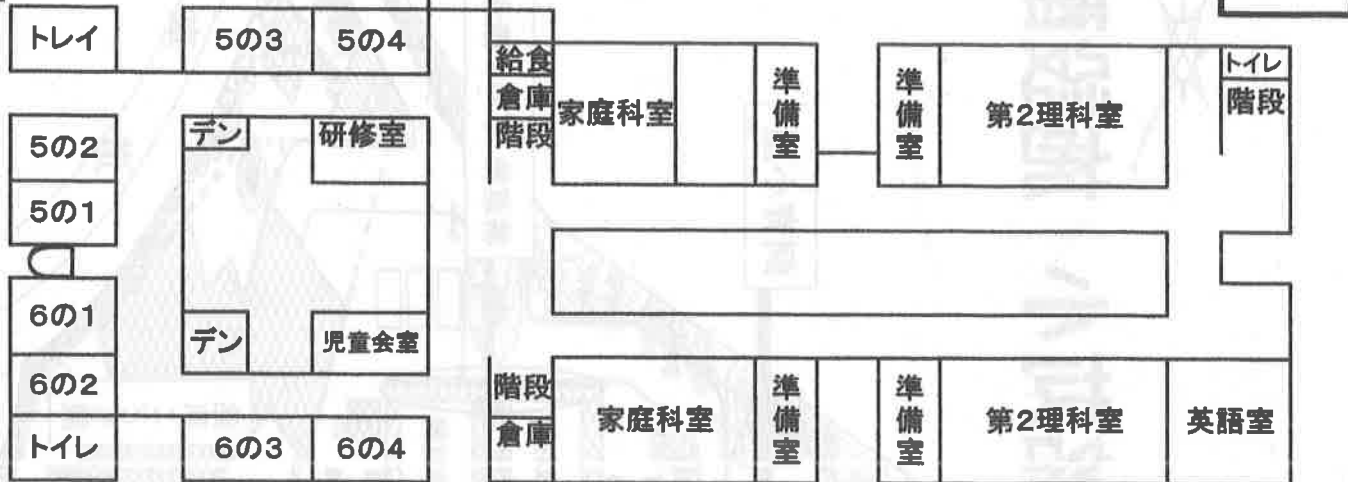 トレイ
5の3
5の4
給食
倉庫
階段
家庭科室
準備室
準備室
第2理科室
トイレ
階段
5の2
5の1
デン
研修室
6の1
6の2
トイレ
デン
児童会室
6の3
6の4
階段
倉庫
家庭科室
準備室
準備室
第2理科室
英語室